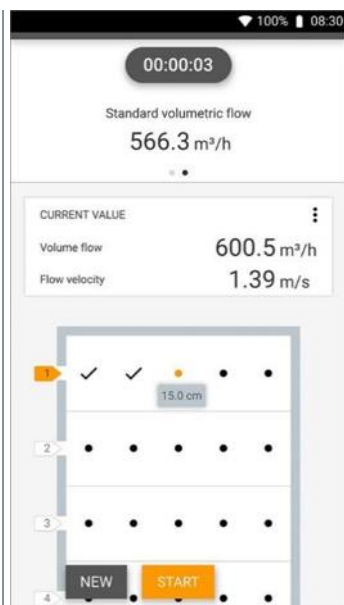 100% 08:30
00:00:03
Standard volumetric flow
566.3 m³/h
CURRENT VALUE
Volume flow 600.5 m³/h
Flow velocity 1.39 m/s
1
15.0 cm
2
3
NEW START
4